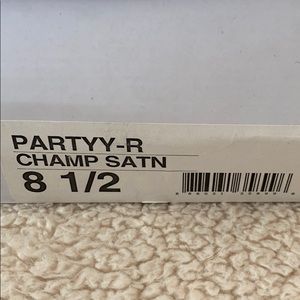 PARTYY-R
CHAMP SATN
8 1/2